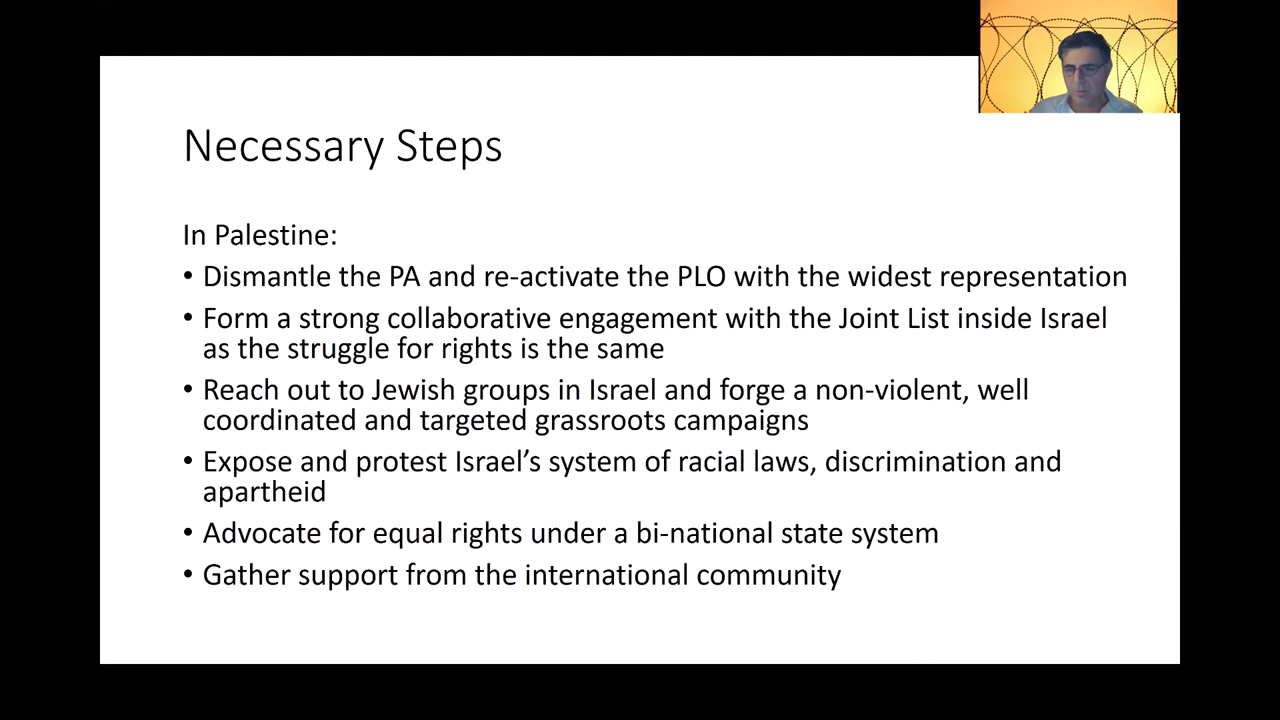 Necessary Steps
In Palestine:
• Dismantle the PA and re-activate the PLO with the widest representation
• Form a strong collaborative engagement with the Joint List inside Israel
as the struggle for rights is the same
• Reach out to Jewish groups in Israel and forge a non-violent, well
coordinated and targeted grassroots campaigns
• Expose and protest Israel’s system of racial laws, discrimination and
apartheid
• Advocate for equal rights under a bi-national state system
• Gather support from the international community